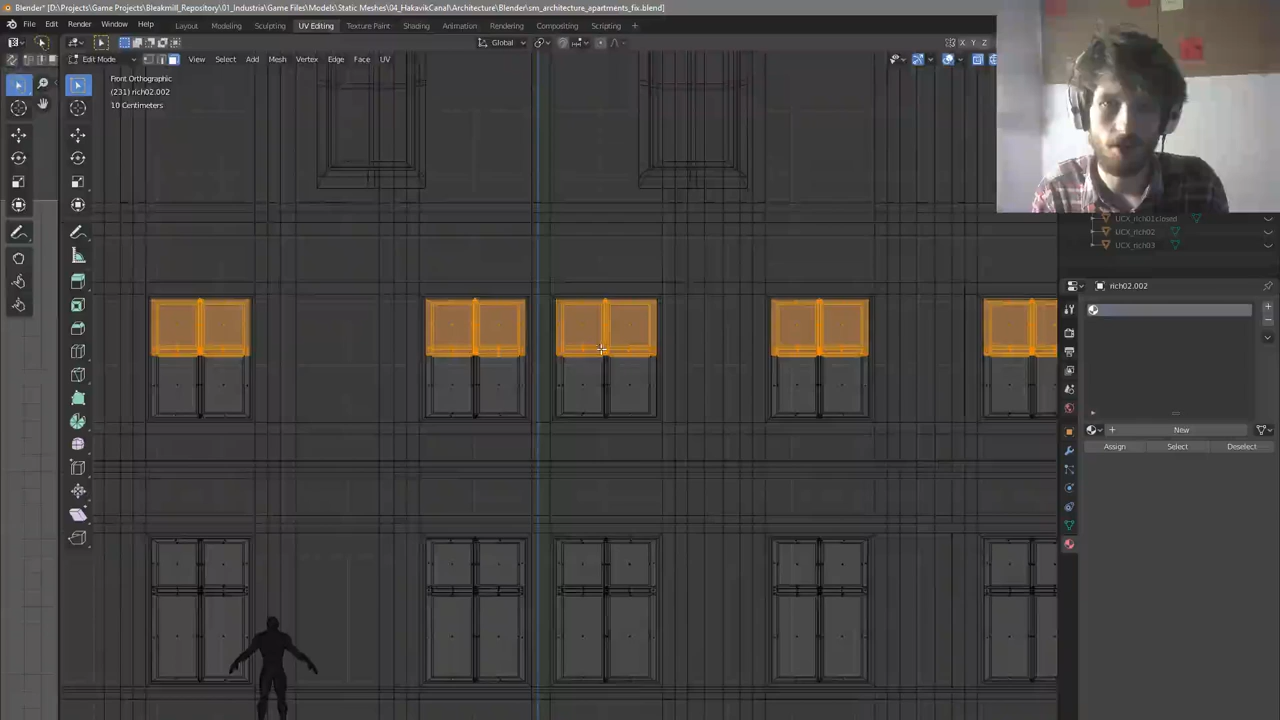 Blender* [D:\Projects\Game Projects\Bleakmill_Repository\01_Industria\Game Files\Models\Static Meshes\04_HakavikCanal\Architecture\Blender\sm_architecture_apartments_fix.blend]
File Edit Render Window Help Layout Modeling Sculpting UV Editing Texture Paint Shading Animation Rendering Compositing Scripting
Global X Y Z
Edit Mode View Select Add Mesh Vertex Edge Face UV
Front Orthographic
(231) rich02.002
10 Centimeters
UCX_rich01closed
UCX_rich02
UCX_rich03
rich02.002
New
Assign Select Deselect